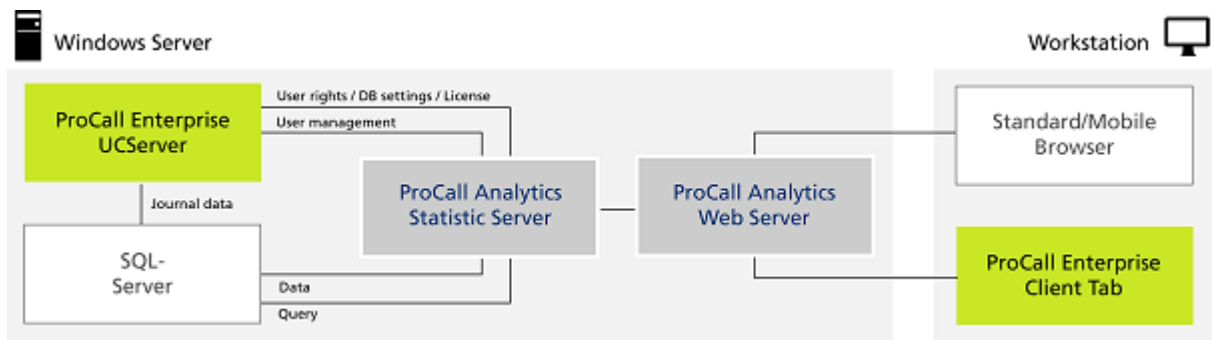 Windows Server
Workstation
User rights / DB settings / License
ProCall Enterprise
UCServer
User management
Standard/Mobile
Browser
ProCall Analytics
Statistic Server
ProCall Analytics
Web Server
Journal data
SQL-
Server
Data
Query
ProCall Enterprise
Client Tab